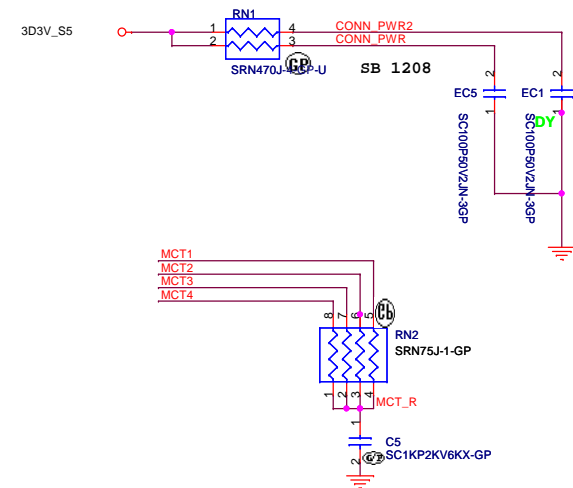 RN1
3D3V_S5
1
4
CONN_PWR2
2
3
CONN_PWR
SRN470J-4-GP-U
GP
SB 1208
2
2
EC5
EC1
1
1
DY
SC100P50V2JN-3GP
SC100P50V2JN-3GP
MCT1
MCT2
MCT3
MCT4
8
7
6
5
RN2
SRN75J-1-GP
1
2
3
4
MCT_R
1
C5
2
SC1KP2KV6KX-GP